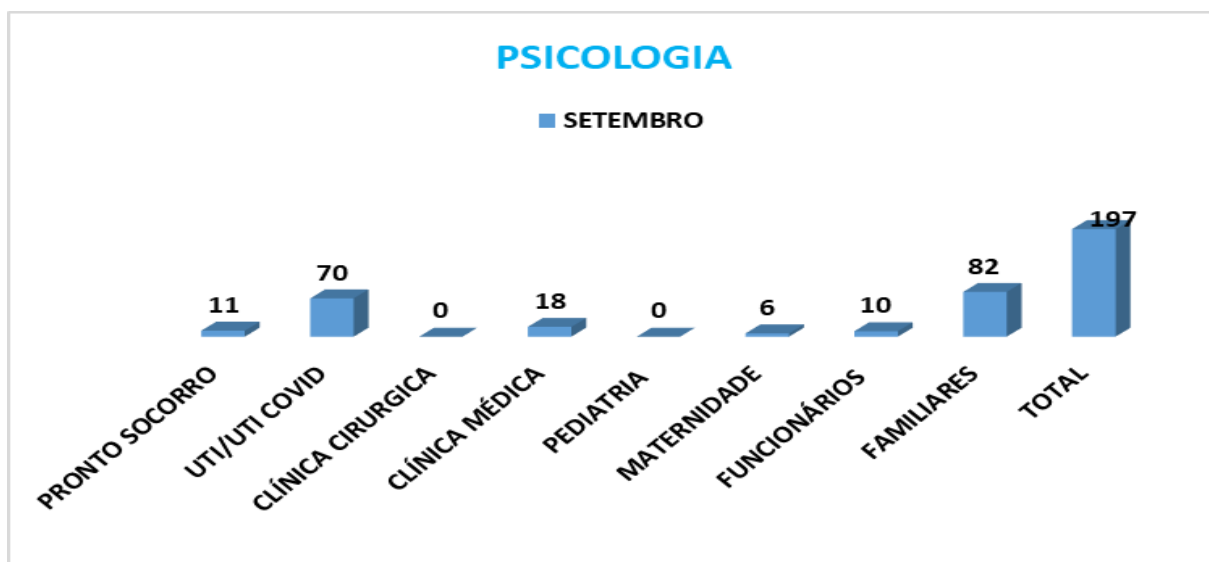 PSICOLOGIA
SETEMBRO
11
70
0
18
0
6
10
82
197
PRONTO SOCORRO
UTI/UTI COVID
CLÍNICA CIRURGICA
CLÍNICA MÉDICA
PEDIATRIA
MATERNIDADE
FUNCIONÁRIOS
FAMILIARES
TOTAL